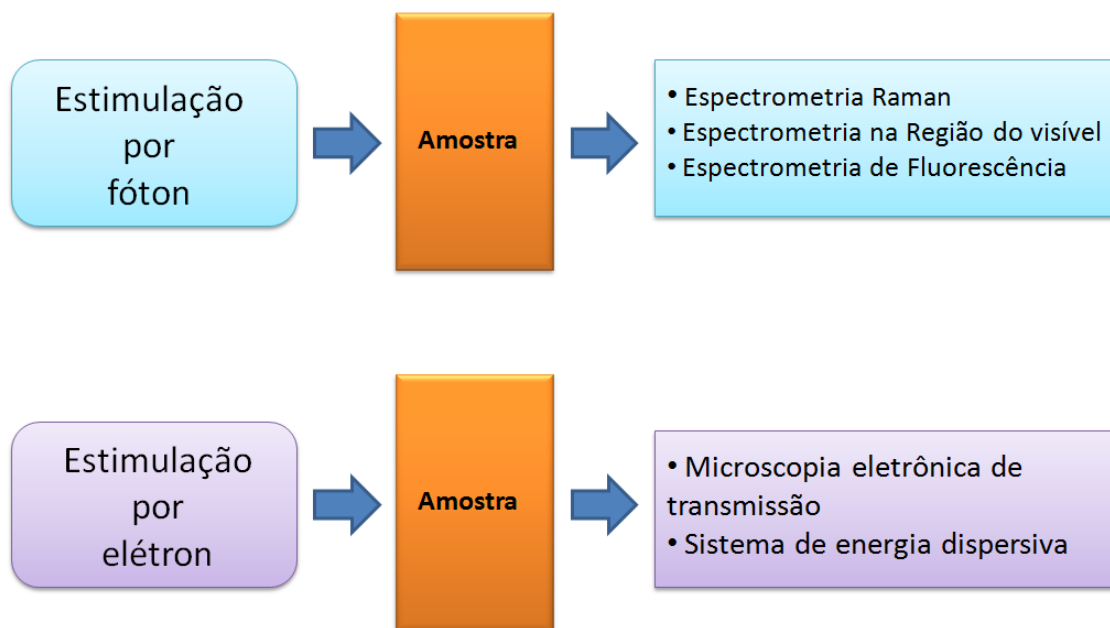 Estimulação
por
fóton
Amostra
• Espectrometria Raman
• Espectrometria na Região do visível
• Espectrometria de Fluorescência
Estimulação
por
elétron
Amostra
• Microscopia eletrônica de
transmissão
• Sistema de energia dispersiva